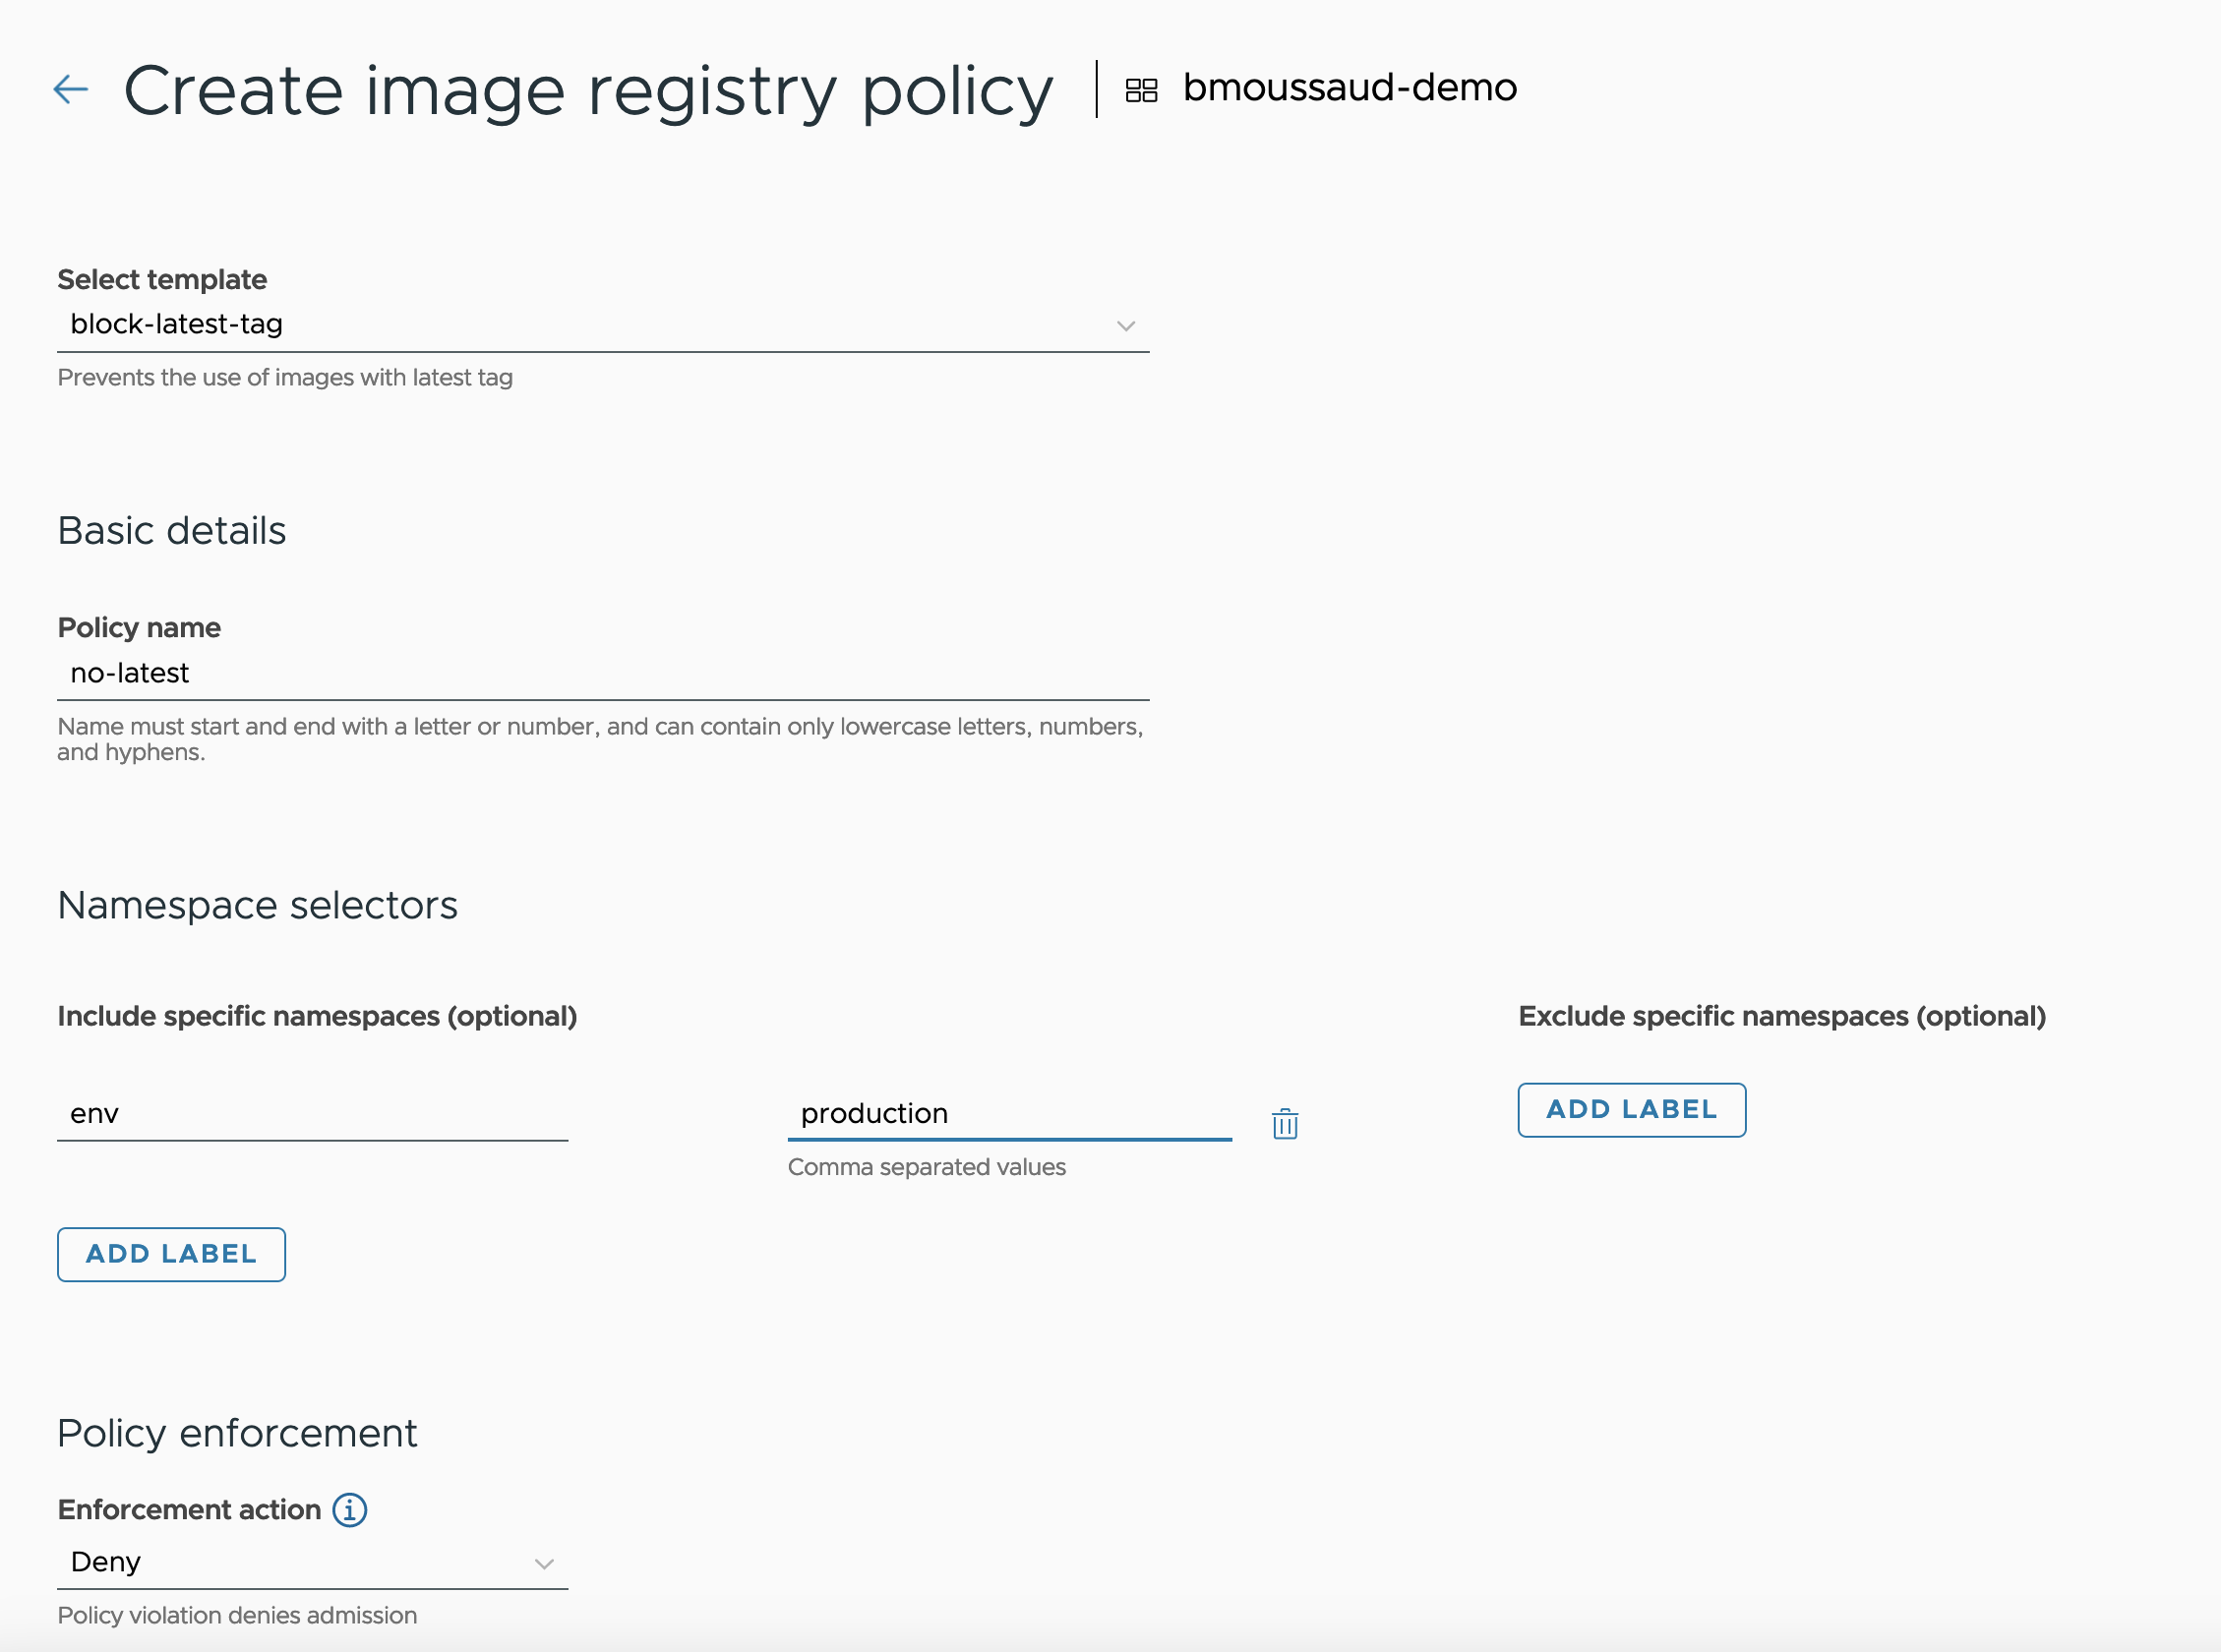 Create image registry policy
bmoussaud-demo
Select template
block-latest-tag
Prevents the use of images with latest tag
Basic details
Policy name
no-latest
Name must start and end with a letter or number, and can contain only lowercase letters, numbers,
and hyphens.
Namespace selectors
Include specific namespaces (optional)
Exclude specific namespaces (optional)
env
production
ADD LABEL
Comma separated values
ADD LABEL
Policy enforcement
Enforcement action
Deny
Policy violation denies admission